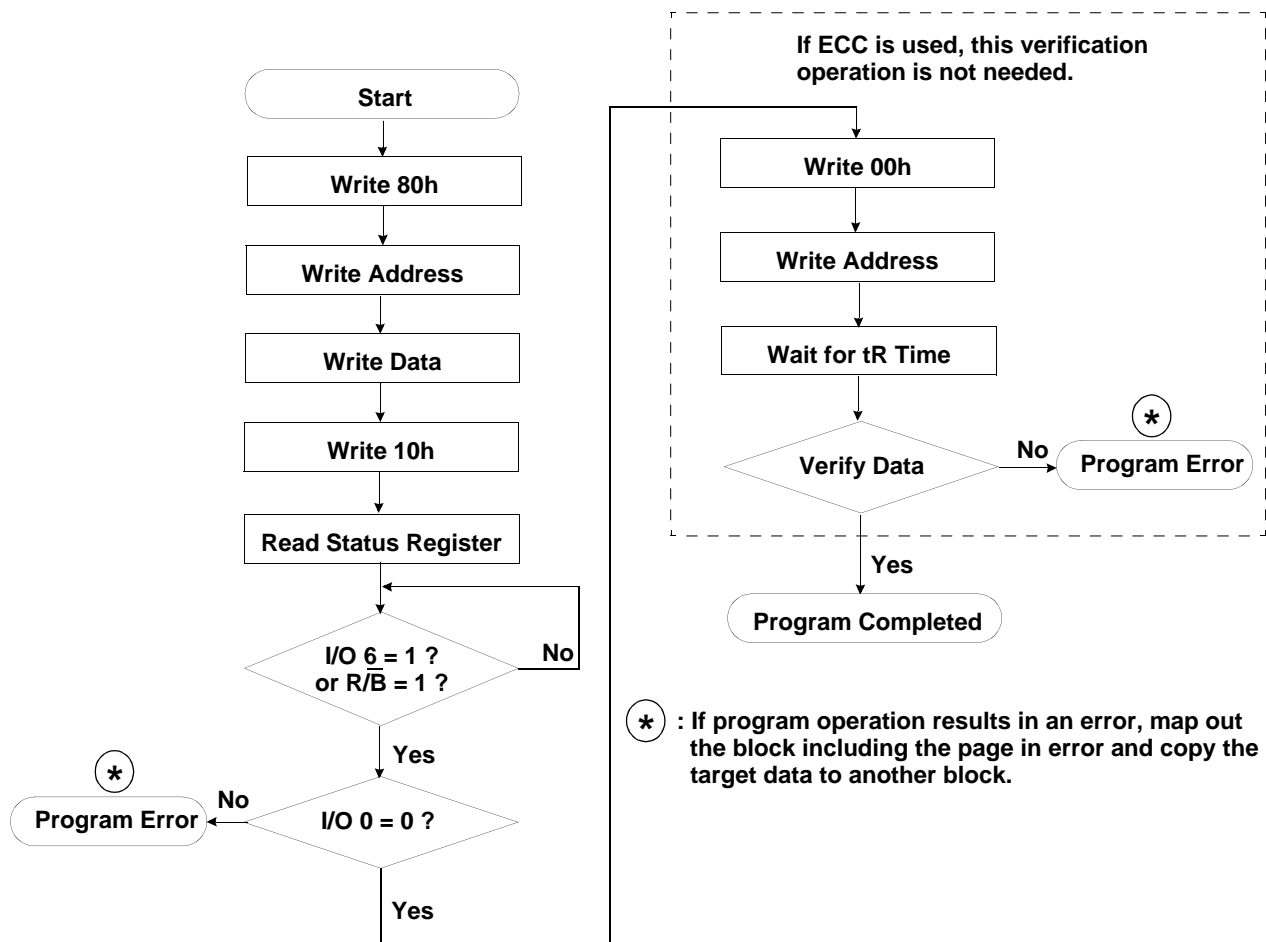 Start
Write 80h
Write Address
Write Data
Write 10h
Read Status Register
I/O 6 = 1 ?
or R/B̅ = 1 ?
No
Yes
*
No
Program Error
I/O 0 = 0 ?
Yes
If ECC is used, this verification
operation is not needed.
Write 00h
Write Address
Wait for tR Time
*
Verify Data
No
Program Error
Yes
Program Completed
* : If program operation results in an error, map out
the block including the page in error and copy the
target data to another block.